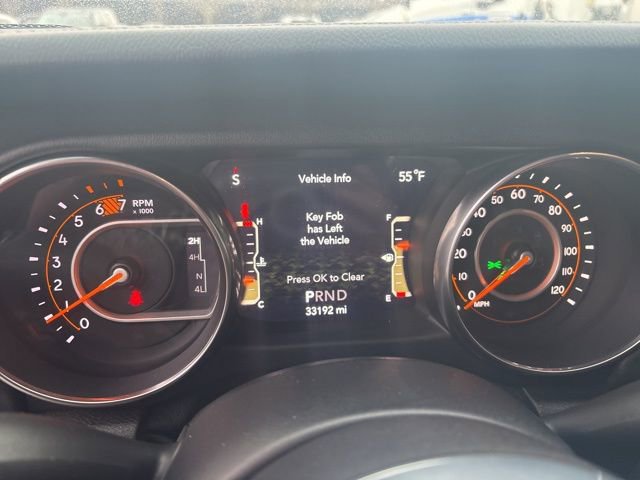 S
Vehicle Info
55°F
Key Fob
has Left
the Vehicle
Press OK to Clear
PRND
33192 mi
H
C
F
E
RPM
x 1000
0
1
2
3
4
5
6
7
2H
4H
N
4L
MPH
0
10
20
30
40
50
60
70
80
90
100
110
120